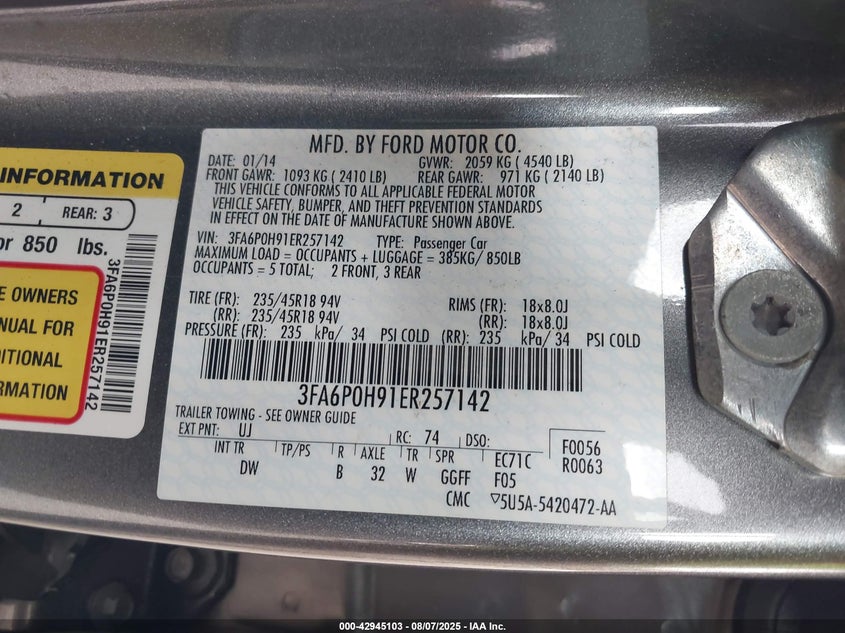 INFORMATION
2 REAR: 3
or 850 lbs.
E OWNERS
NUAL FOR
DITIONAL
ORMATION
3FA6P0H91ER257142
MFD. BY FORD MOTOR CO.
DATE: 01/14 GVWR: 2059 KG ( 4540 LB)
FRONT GAWR: 1093 KG ( 2410 LB) REAR GAWR: 971 KG ( 2140 LB)
THIS VEHICLE CONFORMS TO ALL APPLICABLE FEDERAL MOTOR
VEHICLE SAFETY, BUMPER, AND THEFT PREVENTION STANDARDS
IN EFFECT ON THE DATE OF MANUFACTURE SHOWN ABOVE.
VIN: 3FA6P0H91ER257142 TYPE: Passenger Car
MAXIMUM LOAD = OCCUPANTS + LUGGAGE = 385KG/ 850LB
OCCUPANTS = 5 TOTAL; 2 FRONT, 3 REAR
TIRE (FR): 235/45R18 94V RIMS (FR): 18x8.0J
(RR): 235/45R18 94V (RR): 18x8.0J
PRESSURE (FR): 235 kPa/ 34 PSI COLD (RR): 235 kPa/ 34 PSI COLD
3FA6P0H91ER257142
TRAILER TOWING - SEE OWNER GUIDE
EXT PNT: UJ RC: 74 DSO: F0056
INT TR TP/PS R AXLE TR SPR EC71C R0063
DW B 32 W GGFF F05
CMC ▽5U5A-5420472-AA
000-42945103 - 08/07/2025 - IAA Inc.